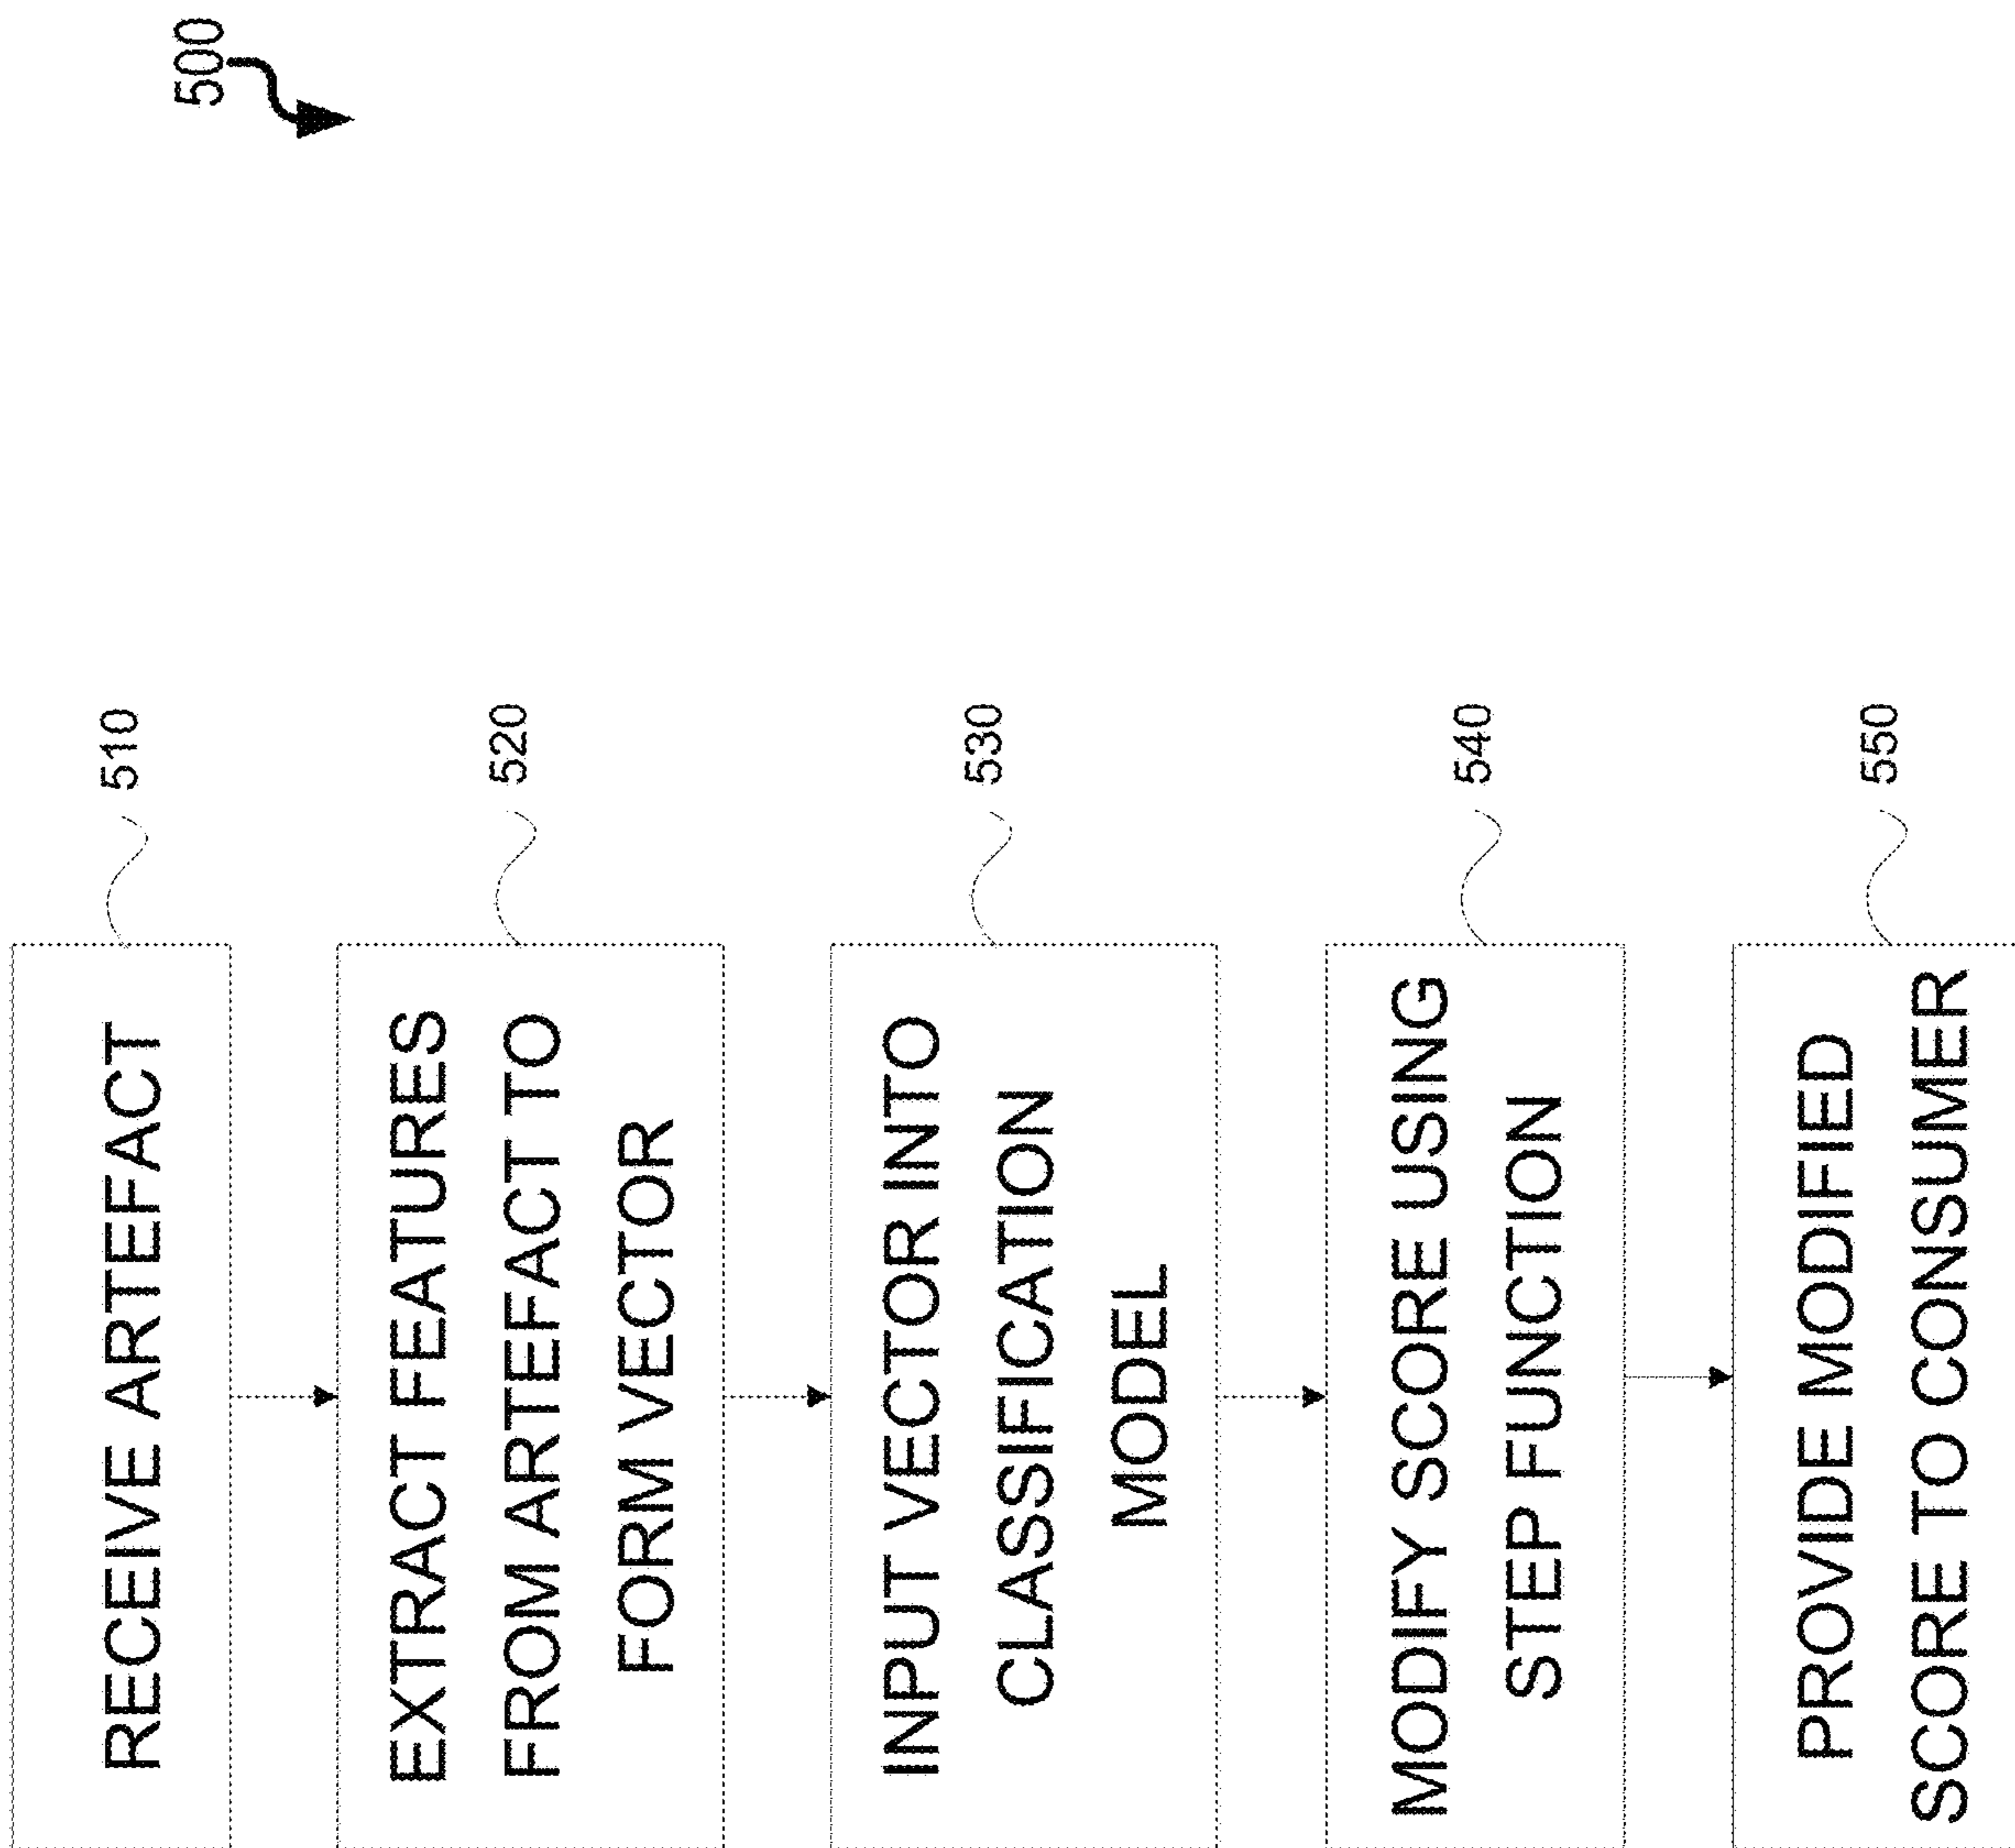 500
RECEIVE ARTEFACT
510
EXTRACT FEATURES
FROM ARTEFACT TO
FORM VECTOR
520
INPUT VECTOR INTO
CLASSIFICATION
MODEL
530
MODIFY SCORE USING
STEP FUNCTION
540
PROVIDE MODIFIED
SCORE TO CONSUMER
550